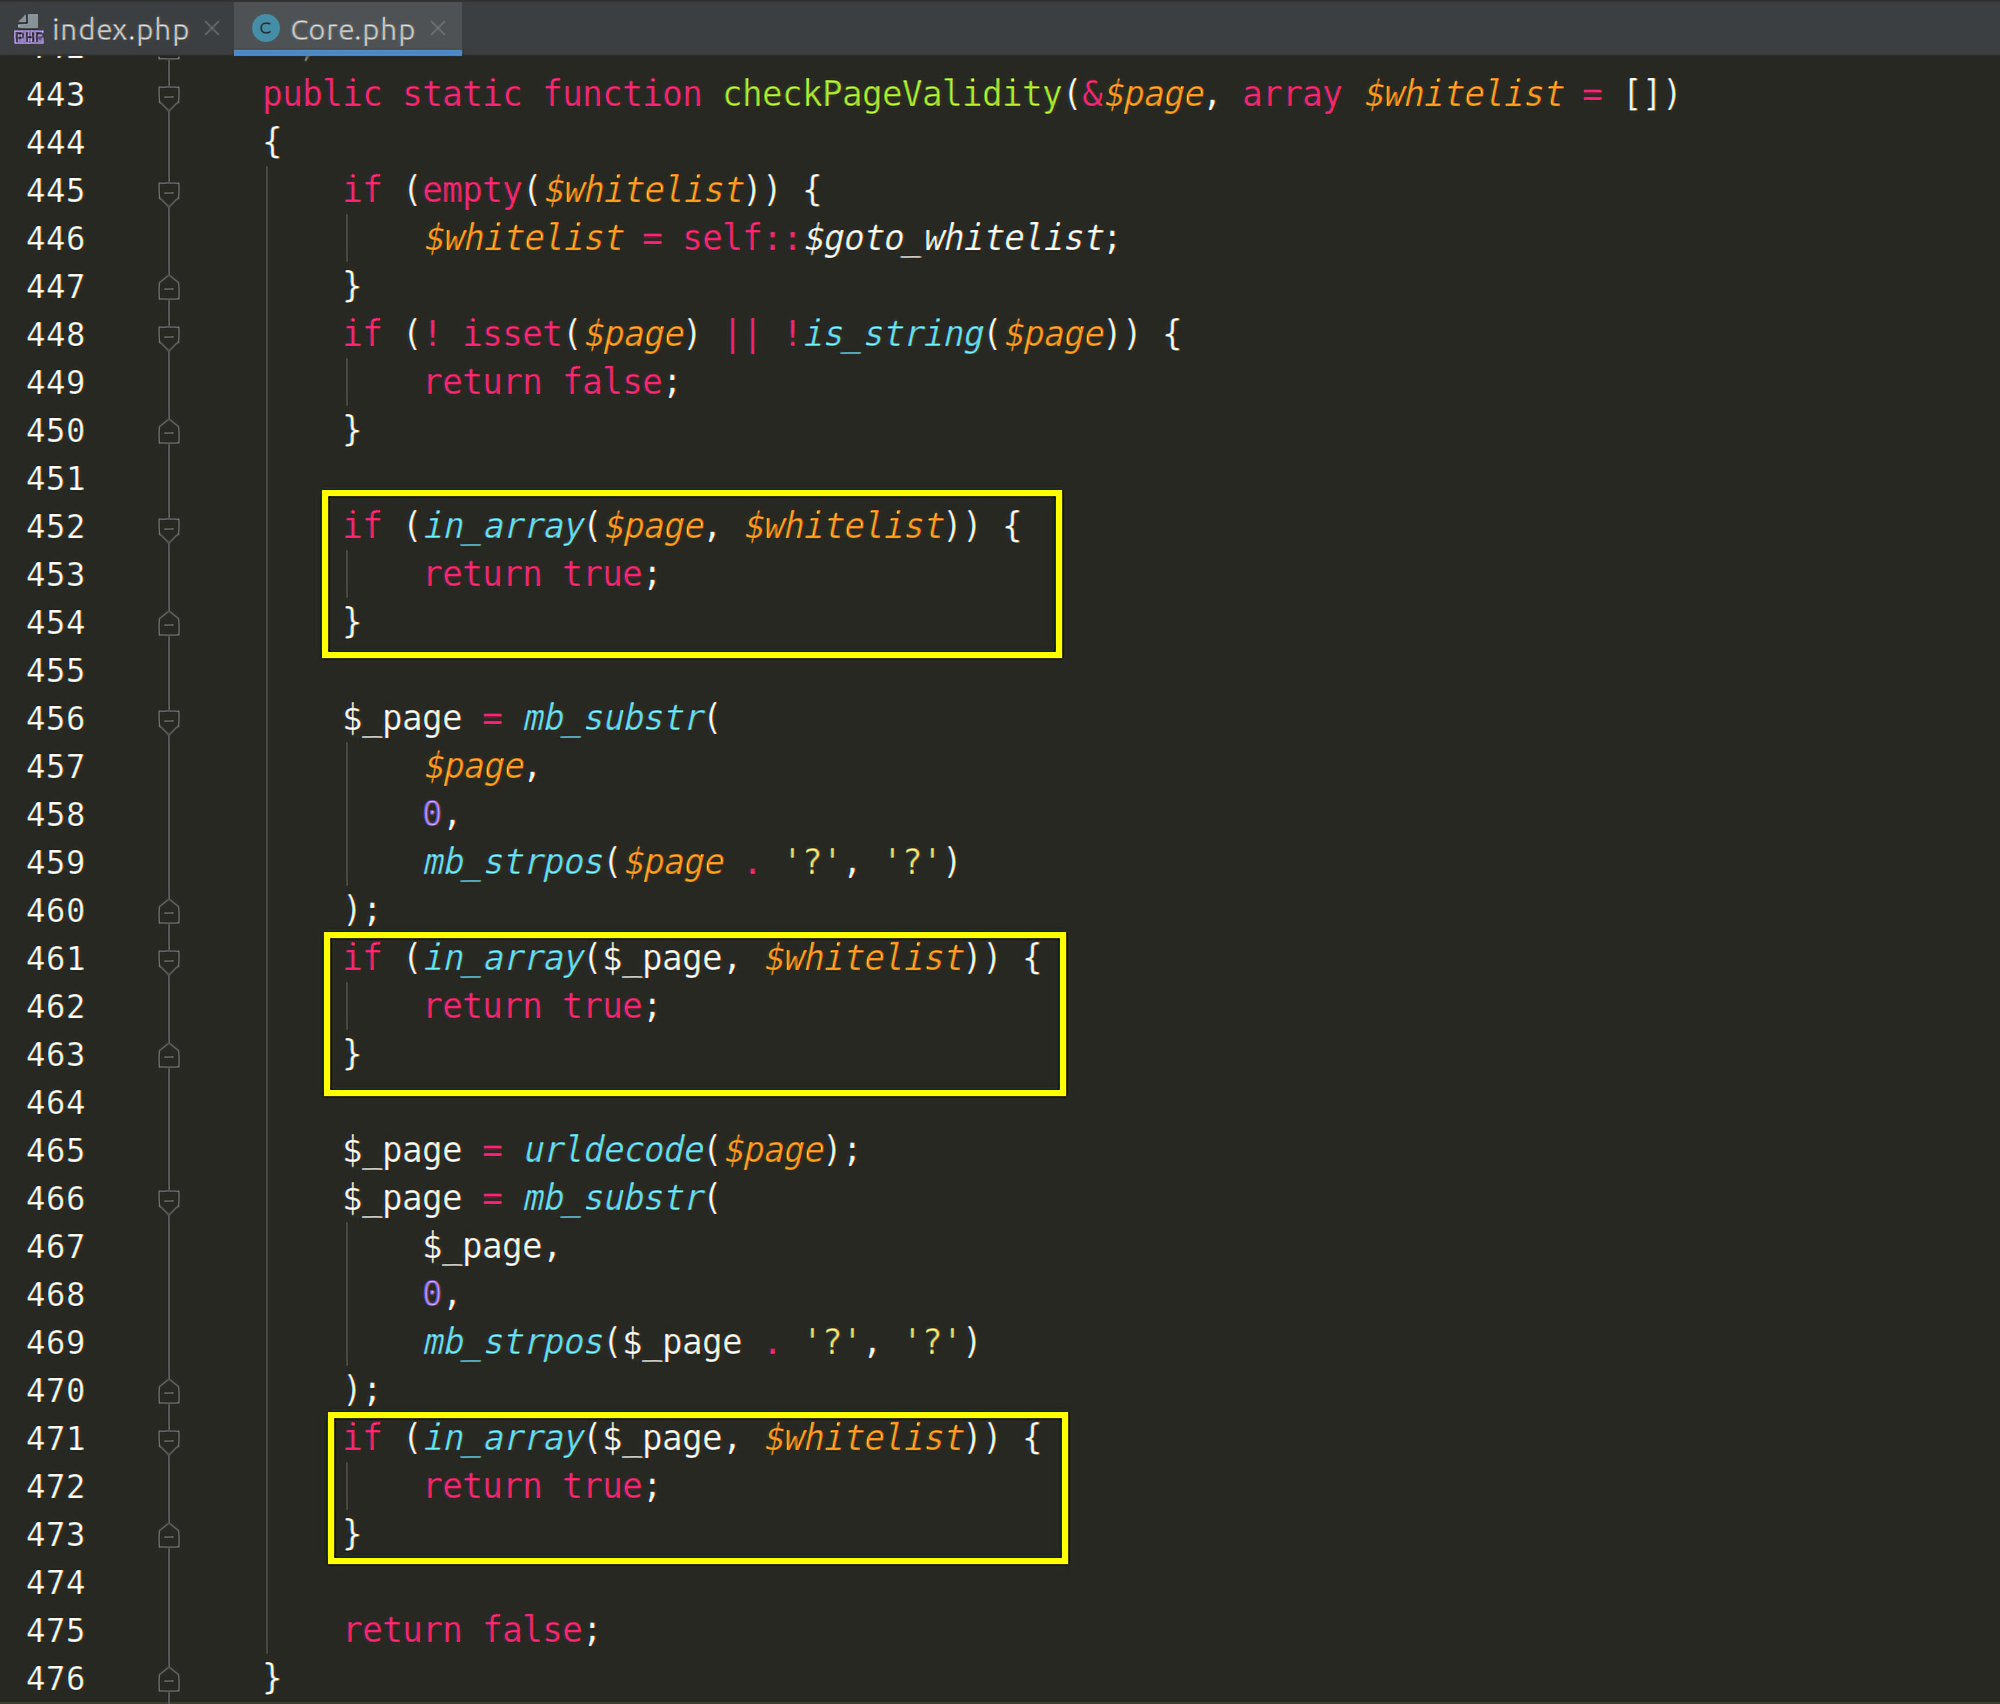 index.php
Core.php
443 public static function checkPageValidity(&$page, array $whitelist = [])
444 {
445 if (empty($whitelist)) {
446 $whitelist = self::$goto_whitelist;
447 }
448 if (! isset($page) || !is_string($page)) {
449 return false;
450 }
451
452 if (in_array($page, $whitelist)) {
453 return true;
454 }
455
456 $_page = mb_substr(
457 $page,
458 0,
459 mb_strpos($page . '?', '?')
460 );
461 if (in_array($_page, $whitelist)) {
462 return true;
463 }
464
465 $_page = urldecode($page);
466 $_page = mb_substr(
467 $_page,
468 0,
469 mb_strpos($_page . '?', '?')
470 );
471 if (in_array($_page, $whitelist)) {
472 return true;
473 }
474
475 return false;
476 }